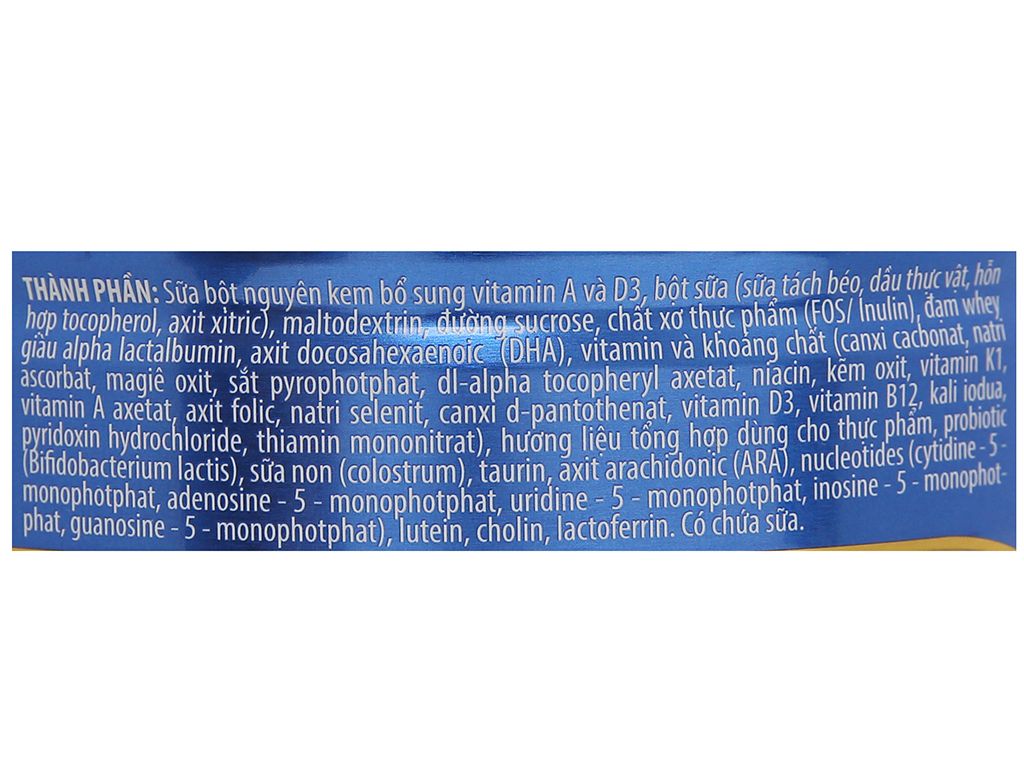 THÀNH PHẦN: Sữa bột nguyên kem bổ sung vitamin A và D3, bột sữa (sữa tách béo, dầu thực vật, hỗn
hợp tocopherol, axit xitric), maltodextrin, đường sucrose, chất xơ thực phẩm (FOS/ Inulin), đạm whey
giàu alpha lactalbumin, axit docosahexaenoic (DHA), vitamin và khoáng chất (canxi cacbonat, natri
ascorbat, magiê oxit, sắt pyrophotphat, dl-alpha tocopheryl axetat, niacin, kẽm oxit, vitamin K1,
vitamin A axetat, axit folic, natri selenit, canxi d-pantothenat, vitamin D3, vitamin B12, kali iodua,
pyridoxin hydrochloride, thiamin mononitrat), hương liệu tổng hợp dùng cho thực phẩm, probiotic
(Bifidobacterium lactis), sữa non (colostrum), taurin, axit arachidonic (ARA), nucleotides (cytidine - 5 -
monophotphat, adenosine - 5 - monophotphat, uridine - 5 - monophotphat, inosine - 5 - monophot-
phat, guanosine - 5 - monophotphat), lutein, cholin, lactoferrin. Có chứa sữa.